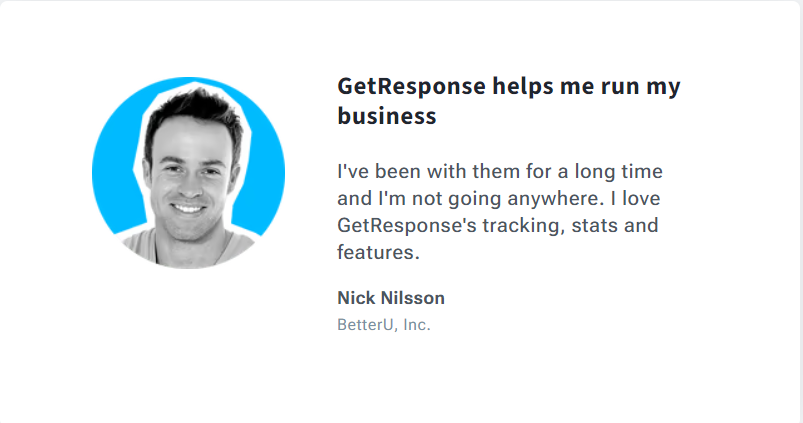 GetResponse helps me run my
business
I've been with them for a long time
and I'm not going anywhere. I love
GetResponse's tracking, stats and
features.
Nick Nilsson
BetterU, Inc.